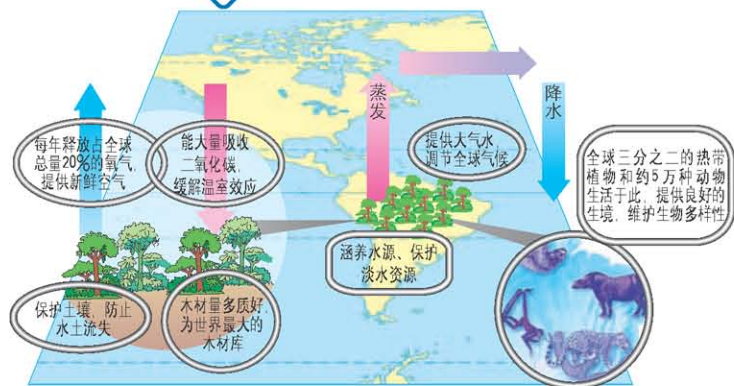 蒸发
降水
每年释放占全球
总量20%的氧气,
提供新鲜空气
能大量吸收
二氧化碳,
缓解温室效应
提供大气水
调节全球气候
全球三分之二的热带
植物和约5万种动物
生活于此,提供良好的
生境,维护生物多样性
涵养水源、保护
淡水资源
保护土壤、防止
水土流失
木材量多质好,
为世界最大的
木材库